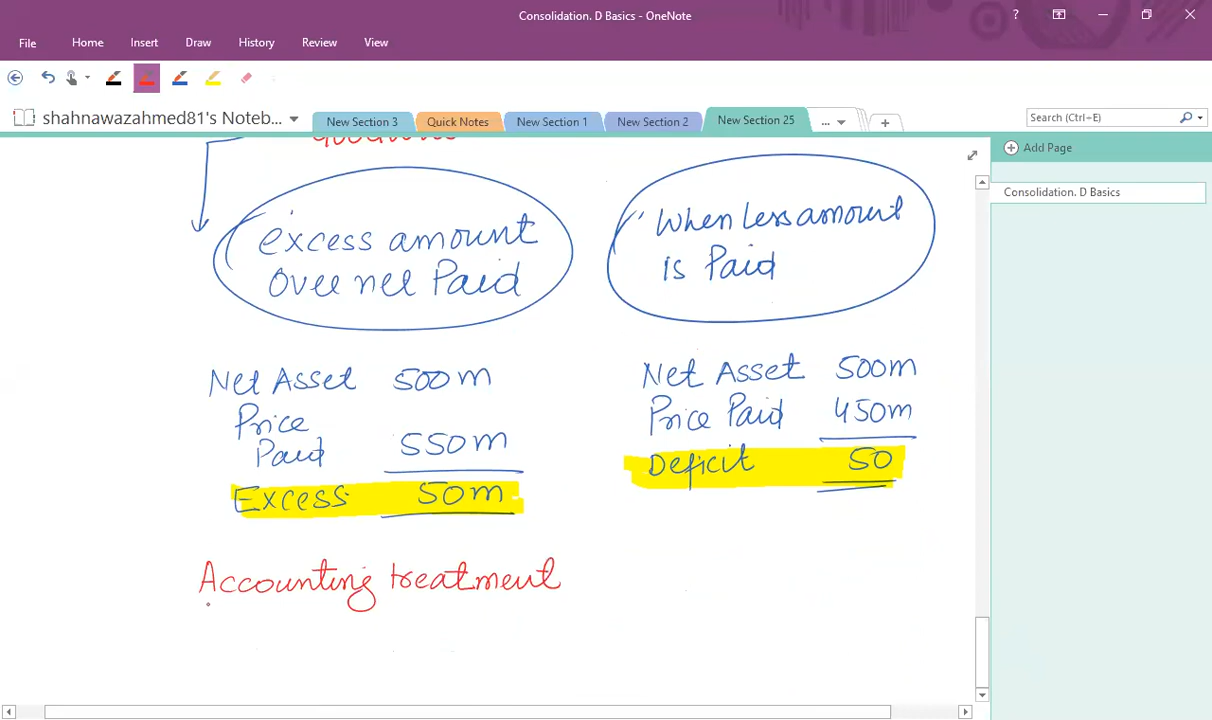 Consolidation. D Basics - OneNote
?
File Home Insert Draw History Review View
shahnawazahmed81's Noteb...
New Section 3
Quick Notes
New Section 1
New Section 2
New Section 25
...
Search (Ctrl+E)
Add Page
Consolidation. D Basics
excess amount
over net Paid
When less amount
Is Paid
Net Asset 500m
Price
Paid 550m
Excess 50m
Net Asset 500m
Price Paid 450m
Deficit 50
Accounting treatment